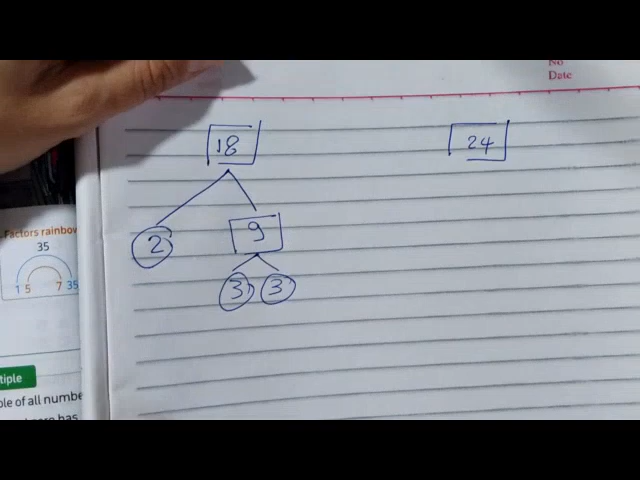 No
Date
18 24
2 9
3 3
Factors rainbow
35
1 5 7 35
tiple
ple of all numbe
has